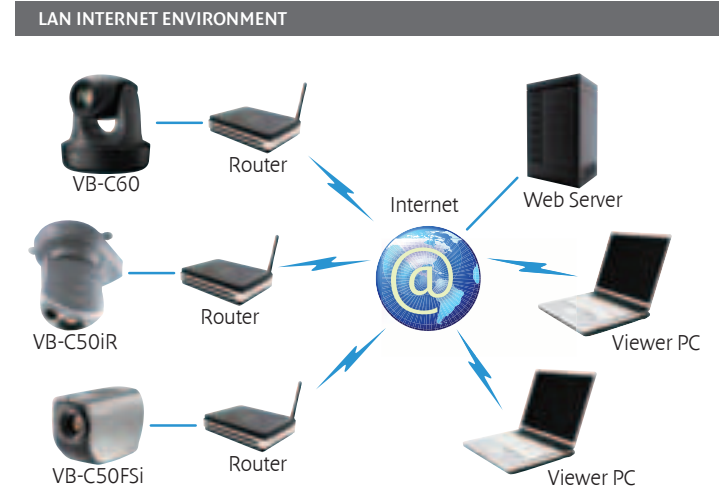 LAN INTERNET ENVIRONMENT
VB-C60
Router
Internet
@
Web Server
VB-C50iR
Router
Viewer PC
VB-C50FSi
Router
Viewer PC